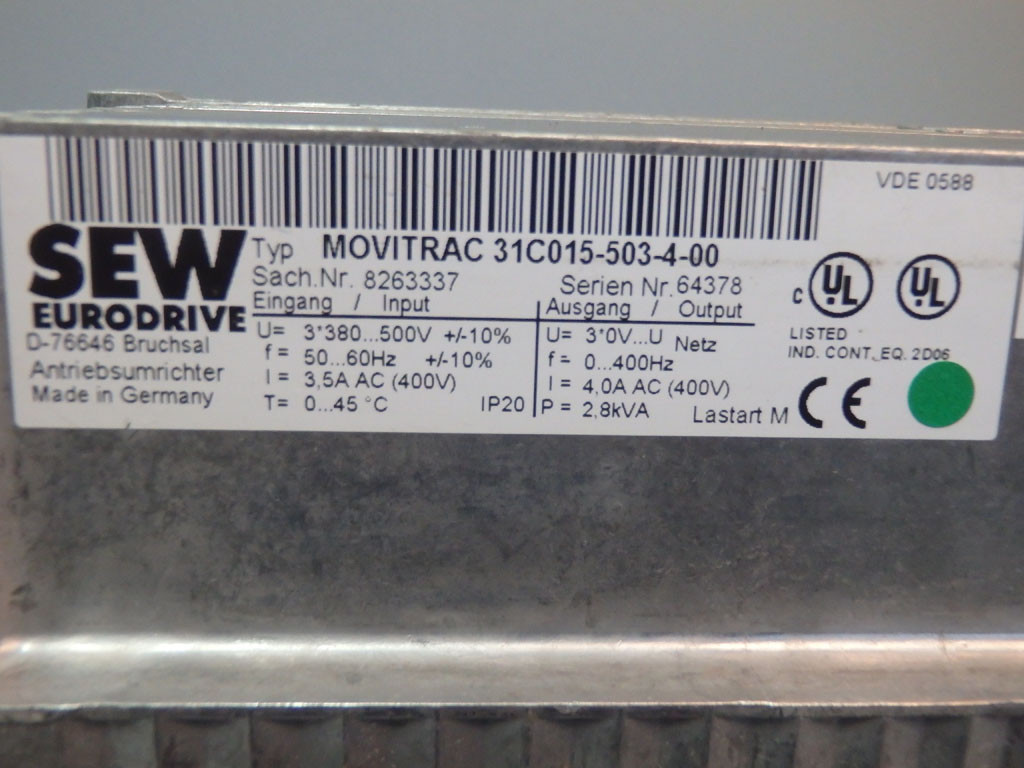 VDE 0588
SEW
EURODRIVE
D-76646 Bruchsal
Antriebsumrichter
Made in Germany
Typ MOVITRAC 31C015-503-4-00
Sach.Nr. 8263337 Serien Nr. 64378
Eingang / Input
U= 3*380...500V +/-10%
f = 50...60Hz +/-10%
I = 3,5A AC (400V)
T= 0...45 °C IP20
Ausgang / Output
U= 3*0V...U Netz
f = 0...400Hz
I = 4,0A AC (400V)
P = 2,8kVA Lastart M
c UL UL
LISTED
IND. CONT. EQ. 2D06
CE